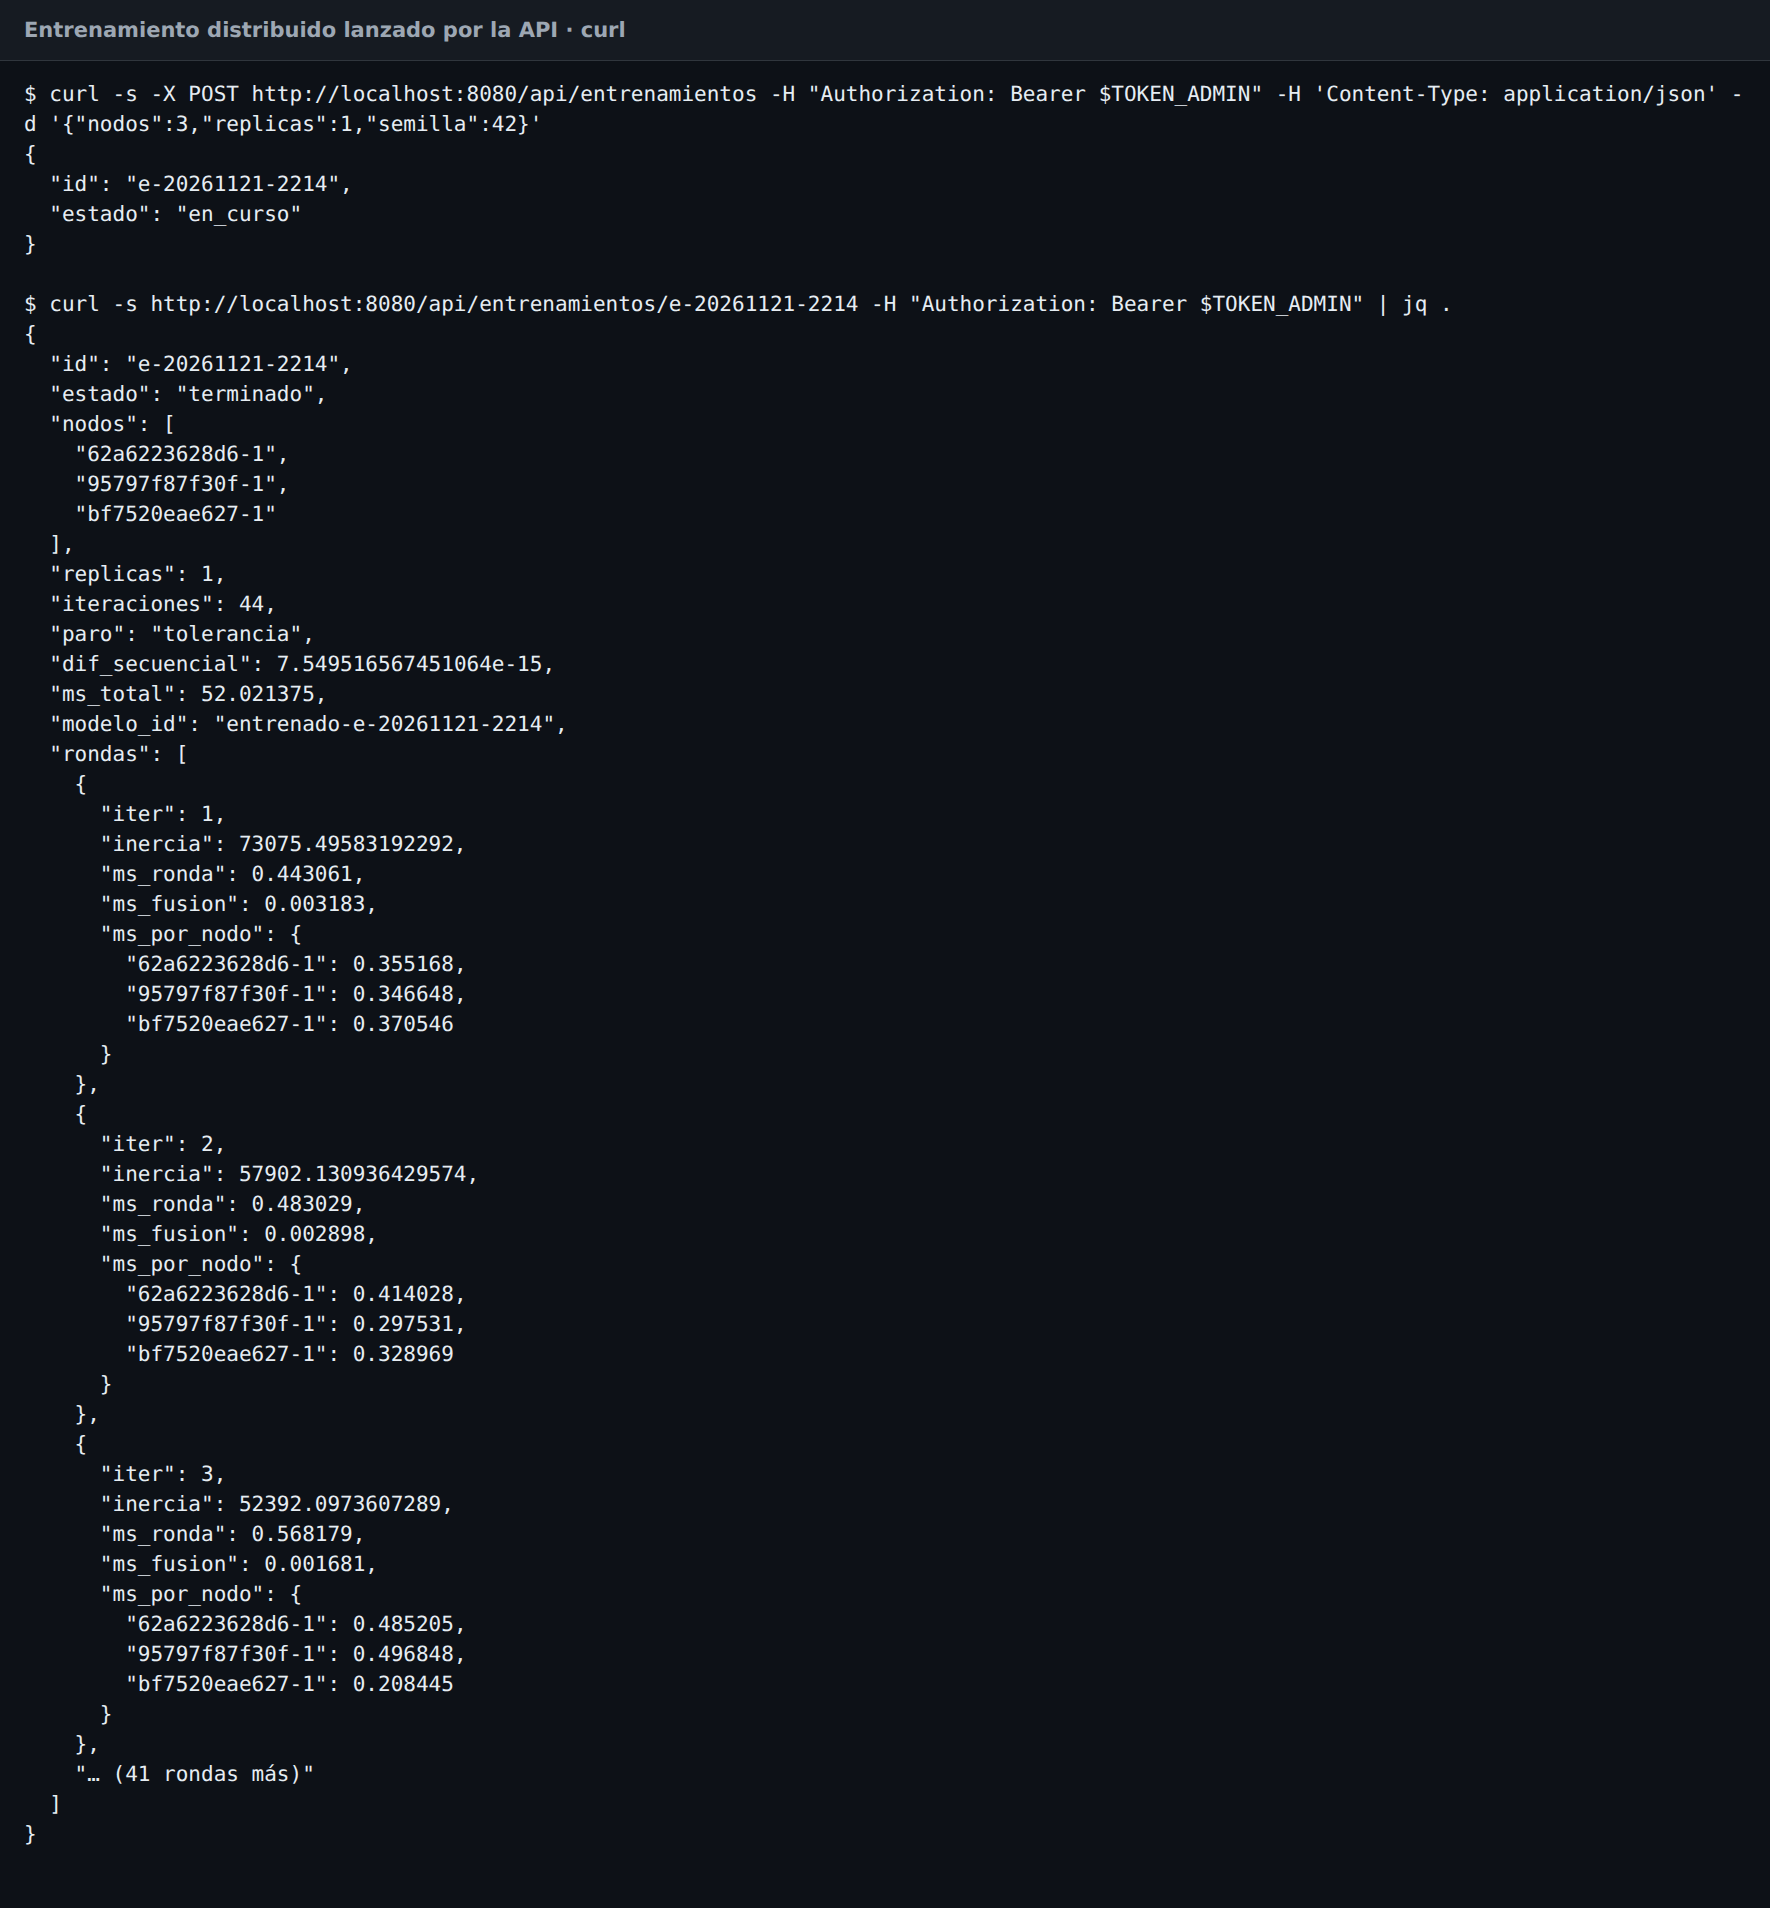 Entrenamiento distribuido lanzado por la API · curl
$ curl -s -X POST http://localhost:8080/api/entrenamientos -H "Authorization: Bearer $TOKEN_ADMIN" -H 'Content-Type: application/json' -
d '{"nodos":3,"replicas":1,"semilla":42}'
{
  "id": "e-20261121-2214",
  "estado": "en_curso"
}

$ curl -s http://localhost:8080/api/entrenamientos/e-20261121-2214 -H "Authorization: Bearer $TOKEN_ADMIN" | jq .
{
  "id": "e-20261121-2214",
  "estado": "terminado",
  "nodos": [
    "62a6223628d6-1",
    "95797f87f30f-1",
    "bf7520eae627-1"
  ],
  "replicas": 1,
  "iteraciones": 44,
  "paro": "tolerancia",
  "dif_secuencial": 7.549516567451064e-15,
  "ms_total": 52.021375,
  "modelo_id": "entrenado-e-20261121-2214",
  "rondas": [
    {
      "iter": 1,
      "inercia": 73075.49583192292,
      "ms_ronda": 0.443061,
      "ms_fusion": 0.003183,
      "ms_por_nodo": {
        "62a6223628d6-1": 0.355168,
        "95797f87f30f-1": 0.346648,
        "bf7520eae627-1": 0.370546
      }
    },
    {
      "iter": 2,
      "inercia": 57902.130936429574,
      "ms_ronda": 0.483029,
      "ms_fusion": 0.002898,
      "ms_por_nodo": {
        "62a6223628d6-1": 0.414028,
        "95797f87f30f-1": 0.297531,
        "bf7520eae627-1": 0.328969
      }
    },
    {
      "iter": 3,
      "inercia": 52392.0973607289,
      "ms_ronda": 0.568179,
      "ms_fusion": 0.001681,
      "ms_por_nodo": {
        "62a6223628d6-1": 0.485205,
        "95797f87f30f-1": 0.496848,
        "bf7520eae627-1": 0.208445
      }
    },
    "… (41 rondas más)"
  ]
}